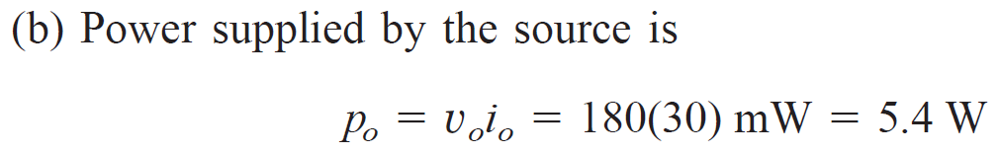 (b) Power supplied by the source is
pₒ = vₒiₒ = 180(30) mW = 5.4 W